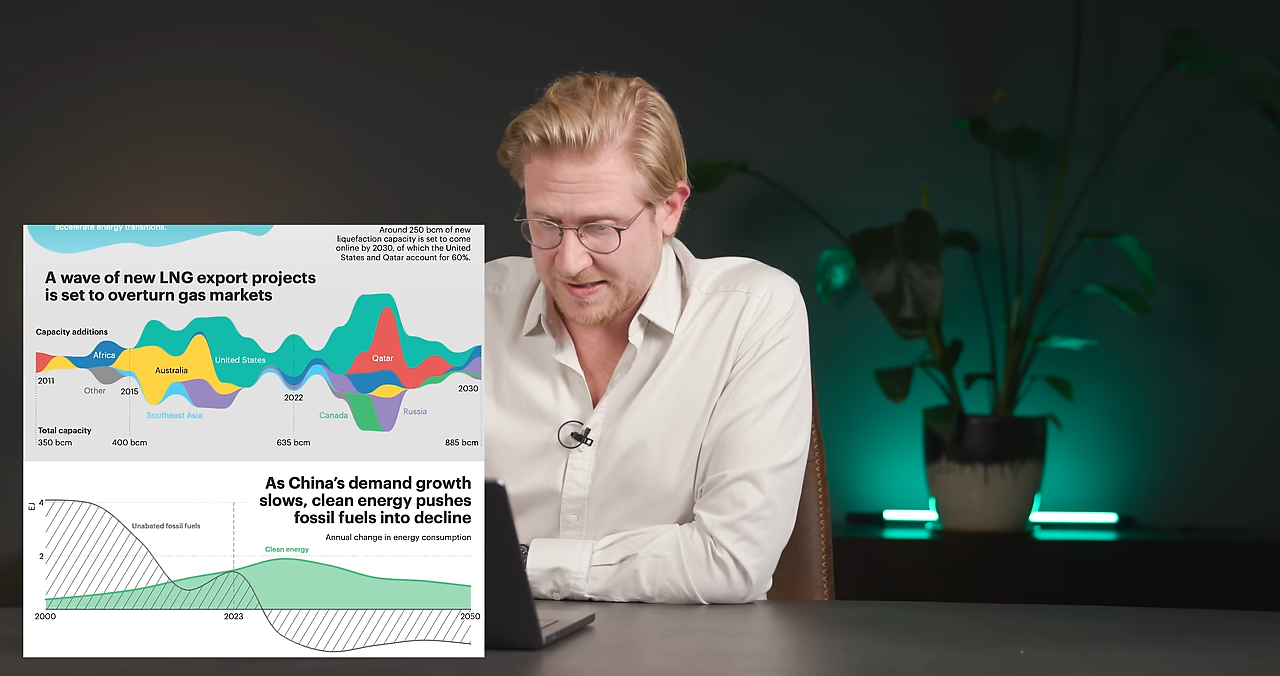 accelerate energy transitions.
Around 250 bcm of new
liquefaction capacity is set to come
online by 2030, of which the United
States and Qatar account for 60%.
A wave of new LNG export projects
is set to overturn gas markets
Capacity additions
Africa
United States
Qatar
Australia
2011
Other
2015
2022
2030
Southeast Asia
Canada
Russia
Total capacity
350 bcm
400 bcm
635 bcm
885 bcm
As China's demand growth
slows, clean energy pushes
fossil fuels into decline
Annual change in energy consumption
EJ
4
Unabated fossil fuels
Clean energy
2
2000
2023
2050